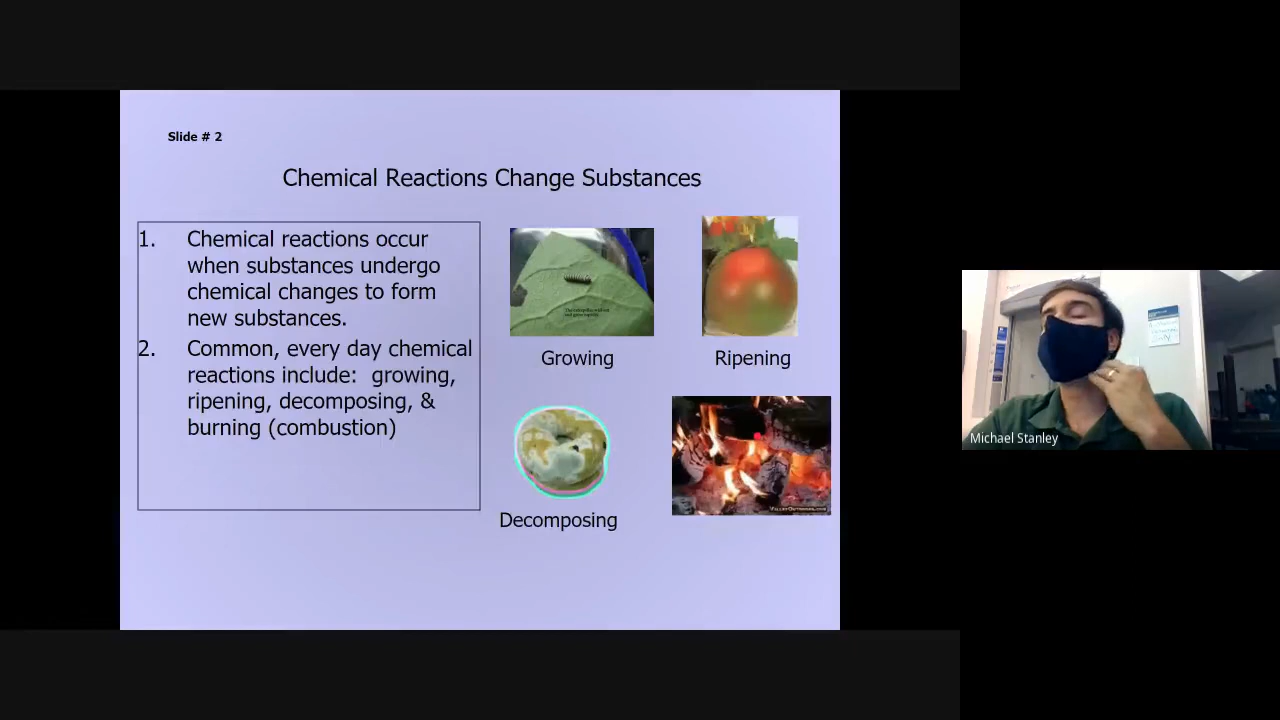 Slide # 2
Chemical Reactions Change Substances
1. Chemical reactions occur
when substances undergo
chemical changes to form
new substances.
2. Common, every day chemical
reactions include: growing,
ripening, decomposing, &
burning (combustion)
Growing
Ripening
Decomposing
Michael Stanley